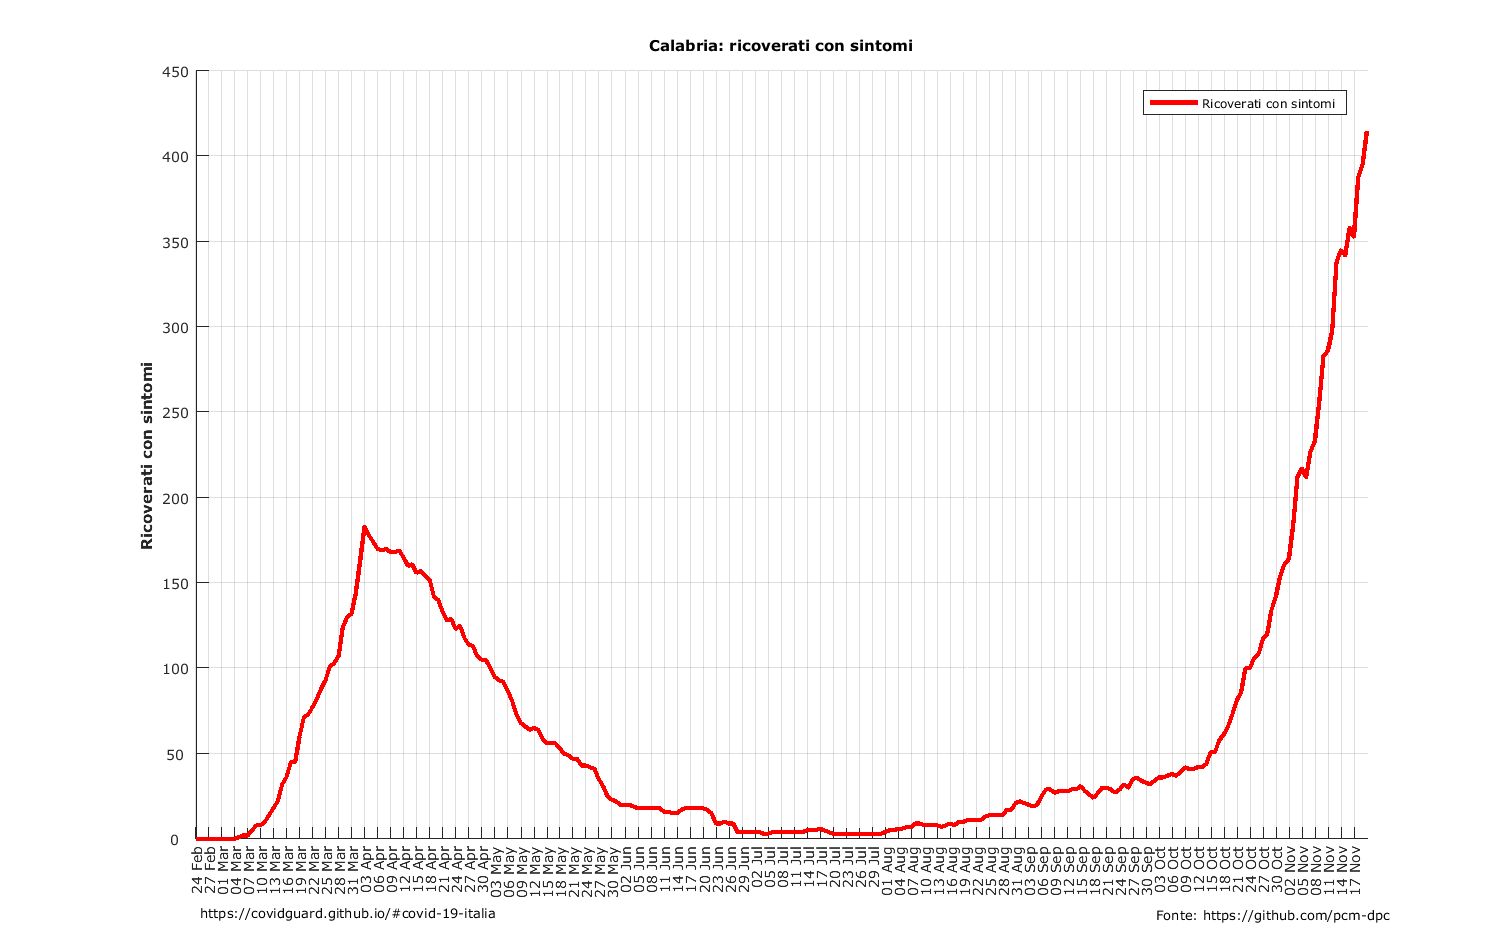 Calabria: ricoverati con sintomi
Ricoverati con sintomi
Ricoverati con sintomi
450
400
350
300
250
200
150
100
50
0
24 Feb
27 Feb
01 Mar
04 Mar
07 Mar
10 Mar
13 Mar
16 Mar
19 Mar
22 Mar
25 Mar
28 Mar
31 Mar
03 Apr
06 Apr
09 Apr
12 Apr
15 Apr
18 Apr
21 Apr
24 Apr
27 Apr
30 Apr
03 May
06 May
09 May
12 May
15 May
18 May
21 May
24 May
27 May
30 May
02 Jun
05 Jun
08 Jun
11 Jun
14 Jun
17 Jun
20 Jun
23 Jun
26 Jun
29 Jun
02 Jul
05 Jul
08 Jul
11 Jul
14 Jul
17 Jul
20 Jul
23 Jul
26 Jul
29 Jul
01 Aug
04 Aug
07 Aug
10 Aug
13 Aug
16 Aug
19 Aug
22 Aug
25 Aug
28 Aug
31 Aug
03 Sep
06 Sep
09 Sep
12 Sep
15 Sep
18 Sep
21 Sep
24 Sep
27 Sep
30 Sep
03 Oct
06 Oct
09 Oct
12 Oct
15 Oct
18 Oct
21 Oct
24 Oct
27 Oct
30 Oct
02 Nov
05 Nov
08 Nov
11 Nov
14 Nov
17 Nov
https://covidguard.github.io/#covid-19-italia
Fonte: https://github.com/pcm-dpc